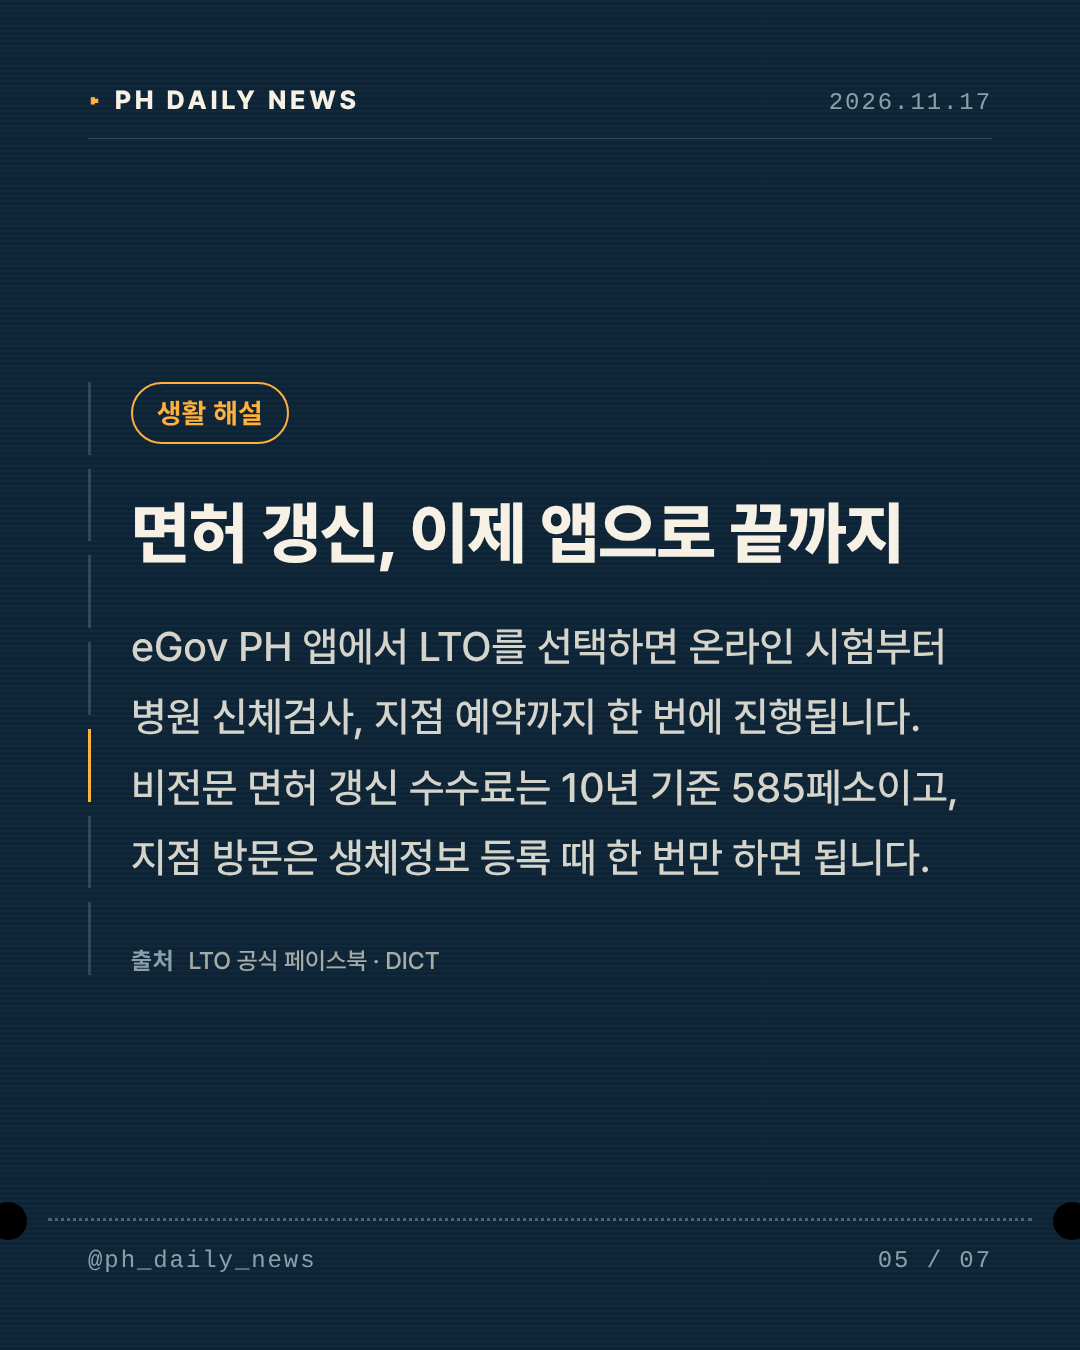 PH DAILY NEWS
2026.11.17
생활 해설
면허 갱신, 이제 앱으로 끝까지
eGov PH 앱에서 LTO를 선택하면 온라인 시험부터
병원 신체검사, 지점 예약까지 한 번에 진행됩니다.
비전문 면허 갱신 수수료는 10년 기준 585페소이고,
지점 방문은 생체정보 등록 때 한 번만 하면 됩니다.
출처 LTO 공식 페이스북 · DICT
@ph_daily_news
05 / 07